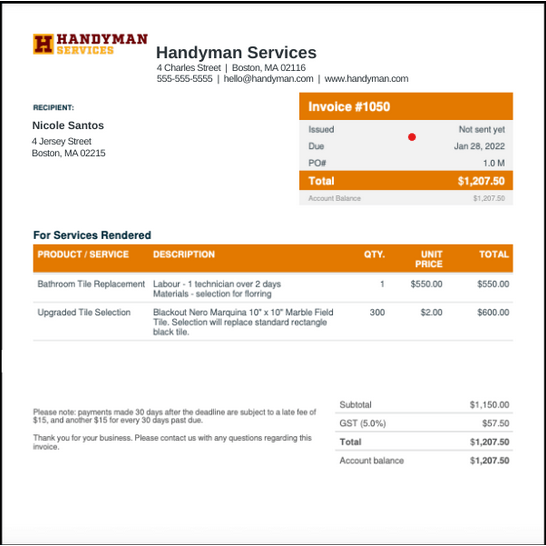 H HANDYMAN
SERVICES
Handyman Services
4 Charles Street | Boston, MA 02116
555-555-5555 | hello@handyman.com | www.handyman.com
RECIPIENT:
Nicole Santos
4 Jersey Street
Boston, MA 02215
Invoice #1050
Issued Not sent yet
Due Jan 28, 2022
PO# 1.0 M
Total $1,207.50
Account Balance $1,207.50
For Services Rendered
PRODUCT / SERVICE DESCRIPTION QTY. UNIT PRICE TOTAL
Bathroom Tile Replacement Labour - 1 technician over 2 days 1 $550.00 $550.00
Materials - selection for florring
Upgraded Tile Selection Blackout Nero Marquina 10" x 10" Marble Field 300 $2.00 $600.00
Tile. Selection will replace standard rectangle
black tile.
Please note: payments made 30 days after the deadline are subject to a late fee of
$15, and another $15 for every 30 days past due.
Thank you for your business. Please contact us with any questions regarding this
invoice.
Subtotal $1,150.00
GST (5.0%) $57.50
Total $1,207.50
Account balance $1,207.50